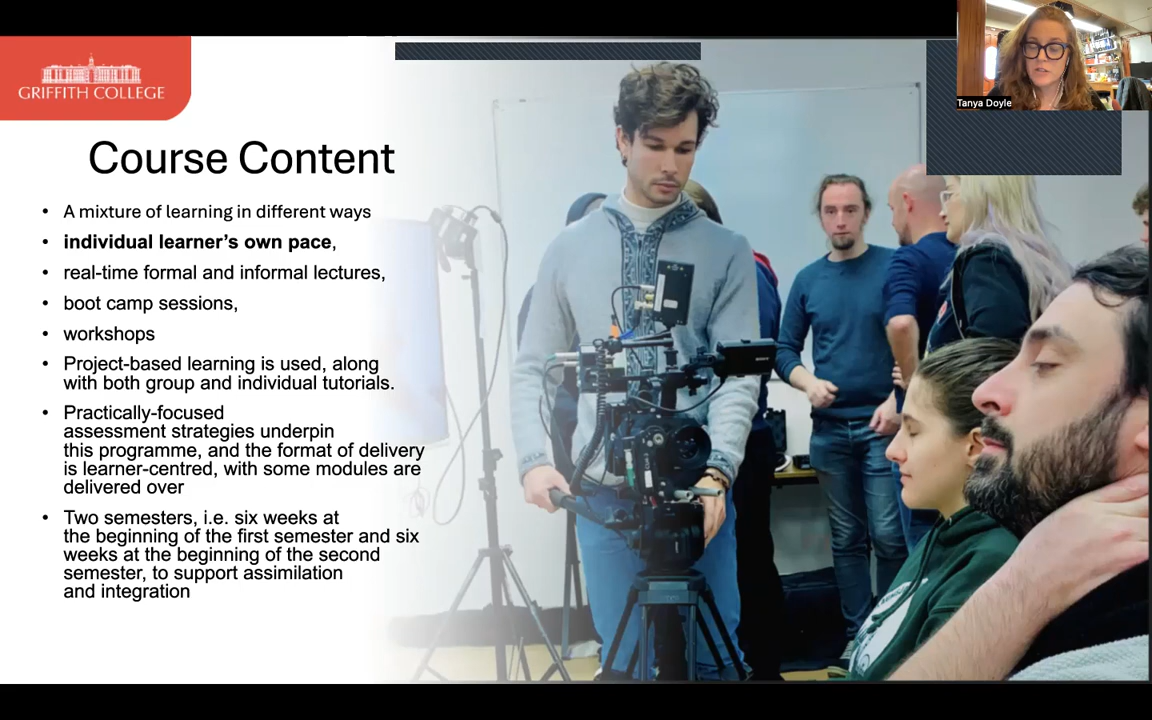 GRIFFITH COLLEGE
Tanya Doyle
Course Content
• A mixture of learning in different ways
• individual learner’s own pace,
• real-time formal and informal lectures,
• boot camp sessions,
• workshops
• Project-based learning is used, along
with both group and individual tutorials.
• Practically-focused
assessment strategies underpin
this programme, and the format of delivery
is learner-centred, with some modules are
delivered over
• Two semesters, i.e. six weeks at
the beginning of the first semester and six
weeks at the beginning of the second
semester, to support assimilation
and integration
SONY